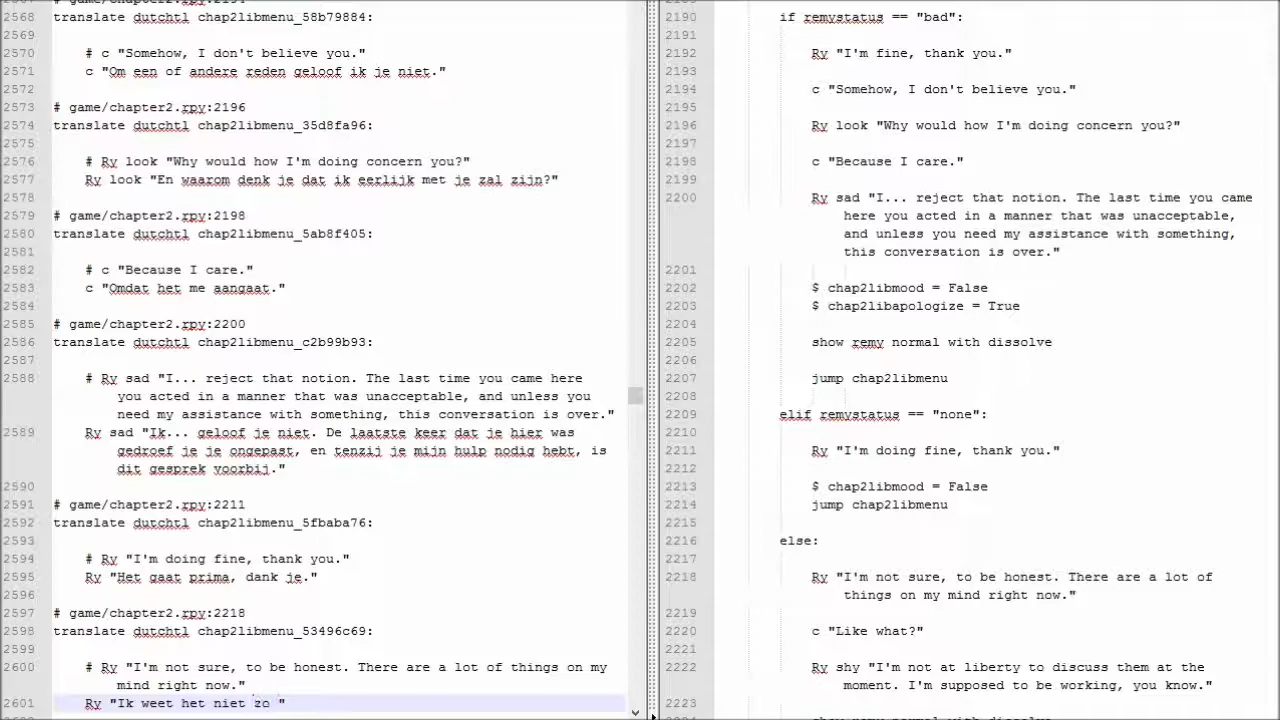 2568
translate dutchtl chap2libmenu_58b79884:
2569
2570 # c "Somehow, I don't believe you."
2571 c "Om een of andere reden geloof ik je niet."
2572
2573 # game/chapter2.rpy:2196
2574 translate dutchtl chap2libmenu_35d8fa96:
2575
2576 # Ry look "Why would how I'm doing concern you?"
2577 Ry look "En waarom denk je dat ik eerlijk met je zal zijn?"
2578
2579 # game/chapter2.rpy:2198
2580 translate dutchtl chap2libmenu_5ab8f405:
2581
2582 # c "Because I care."
2583 c "Omdat het me aangaat."
2584
2585 # game/chapter2.rpy:2200
2586 translate dutchtl chap2libmenu_c2b99b93:
2587
2588 # Ry sad "I... reject that notion. The last time you came here
you acted in a manner that was unacceptable, and unless you
need my assistance with something, this conversation is over."
2589 Ry sad "Ik... geloof je niet. De laatste keer dat je hier was
gedroef je je ongepast, en tenzij je mijn hulp nodig hebt, is
dit gesprek voorbij."
2590
2591 # game/chapter2.rpy:2211
2592 translate dutchtl chap2libmenu_5fbaba76:
2593
2594 # Ry "I'm doing fine, thank you."
2595 Ry "Het gaat prima, dank je."
2596
2597 # game/chapter2.rpy:2218
2598 translate dutchtl chap2libmenu_53496c69:
2599
2600 # Ry "I'm not sure, to be honest. There are a lot of things on my
mind right now."
2601 Ry "Ik weet het niet zo "
2190 if remystatus == "bad":
2191
2192 Ry "I'm fine, thank you."
2193
2194 c "Somehow, I don't believe you."
2195
2196 Ry look "Why would how I'm doing concern you?"
2197
2198 c "Because I care."
2199
2200 Ry sad "I... reject that notion. The last time you came
here you acted in a manner that was unacceptable,
and unless you need my assistance with something,
this conversation is over."
2201
2202 $ chap2libmood = False
2203 $ chap2libapologize = True
2204
2205 show remy normal with dissolve
2206
2207 jump chap2libmenu
2208
2209 elif remystatus == "none":
2210
2211 Ry "I'm doing fine, thank you."
2212
2213 $ chap2libmood = False
2214 jump chap2libmenu
2215
2216 else:
2217
2218 Ry "I'm not sure, to be honest. There are a lot of
things on my mind right now."
2219
2220 c "Like what?"
2221
2222 Ry shy "I'm not at liberty to discuss them at the
moment. I'm supposed to be working, you know."
2223